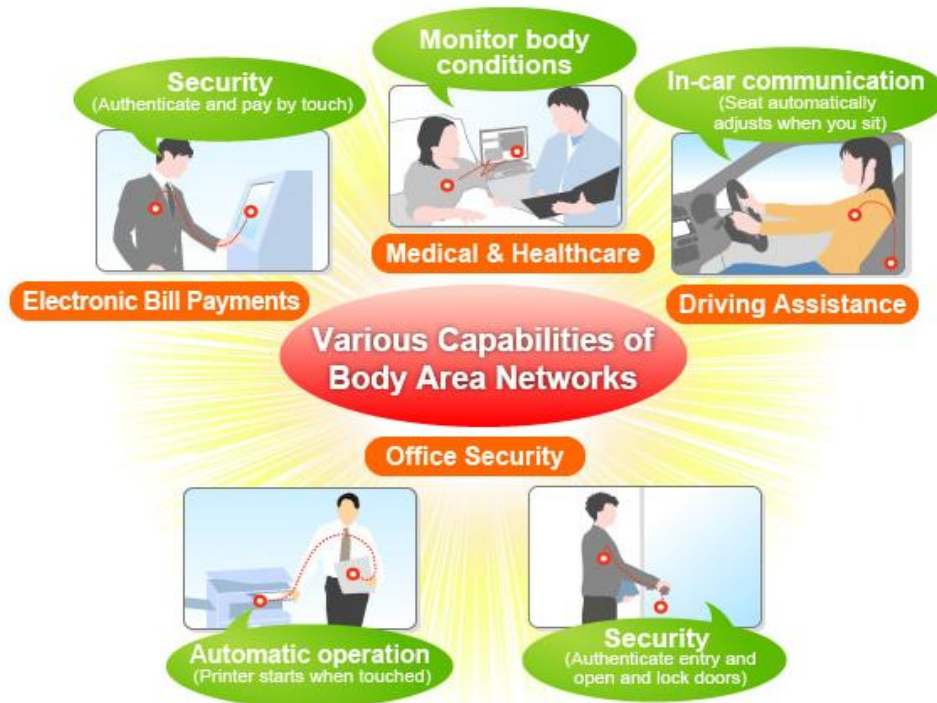 Security
(Authenticate and pay by touch)
Electronic Bill Payments
Monitor body
conditions
Medical & Healthcare
In-car communication
(Seat automatically
adjusts when you sit)
Driving Assistance
Various Capabilities of
Body Area Networks
Office Security
Automatic operation
(Printer starts when touched)
Security
(Authenticate entry and
open and lock doors)